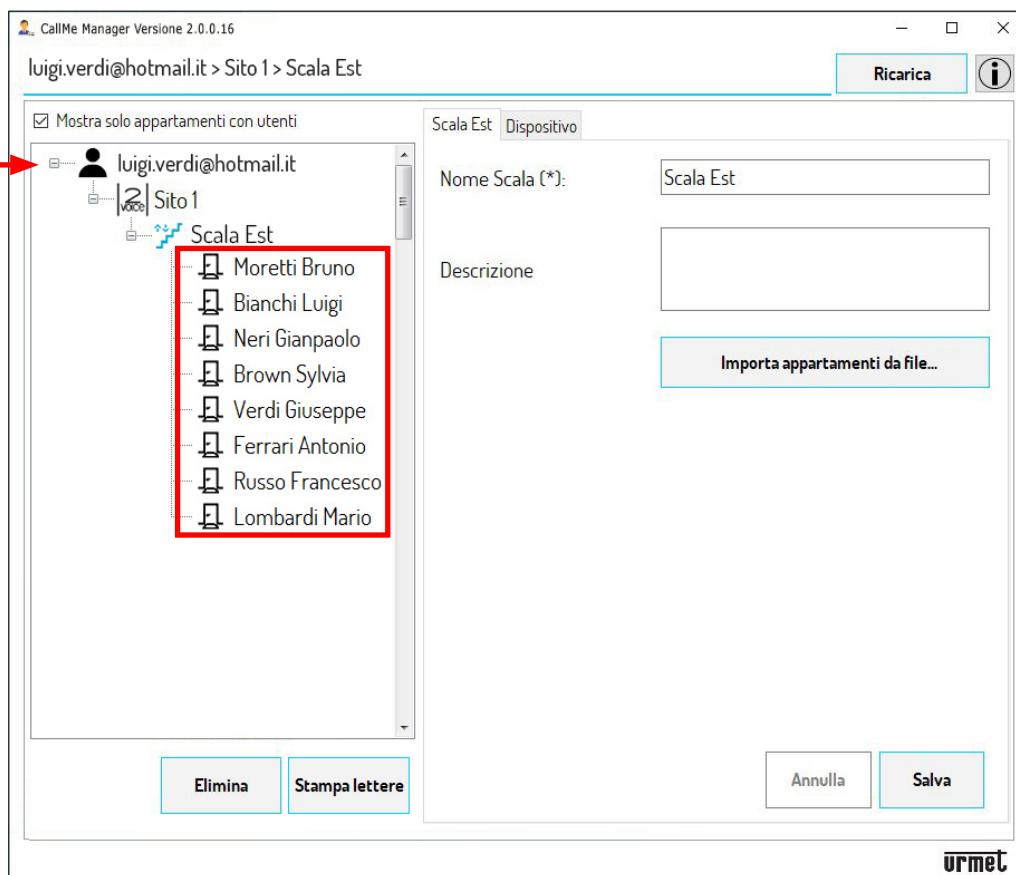 CallMe Manager Versione 2.0.0.16
luigi.verdi@hotmail.it > Sito 1 > Scala Est
Ricarica
i
Mostra solo appartamenti con utenti
luigi.verdi@hotmail.it
2 voice Sito 1
Scala Est
Moretti Bruno
Bianchi Luigi
Neri Gianpaolo
Brown Sylvia
Verdi Giuseppe
Ferrari Antonio
Russo Francesco
Lombardi Mario
Elimina
Stampa lettere
Scala Est
Dispositivo
Nome Scala (*):
Scala Est
Descrizione
Importa appartamenti da file...
Annulla
Salva
urmet